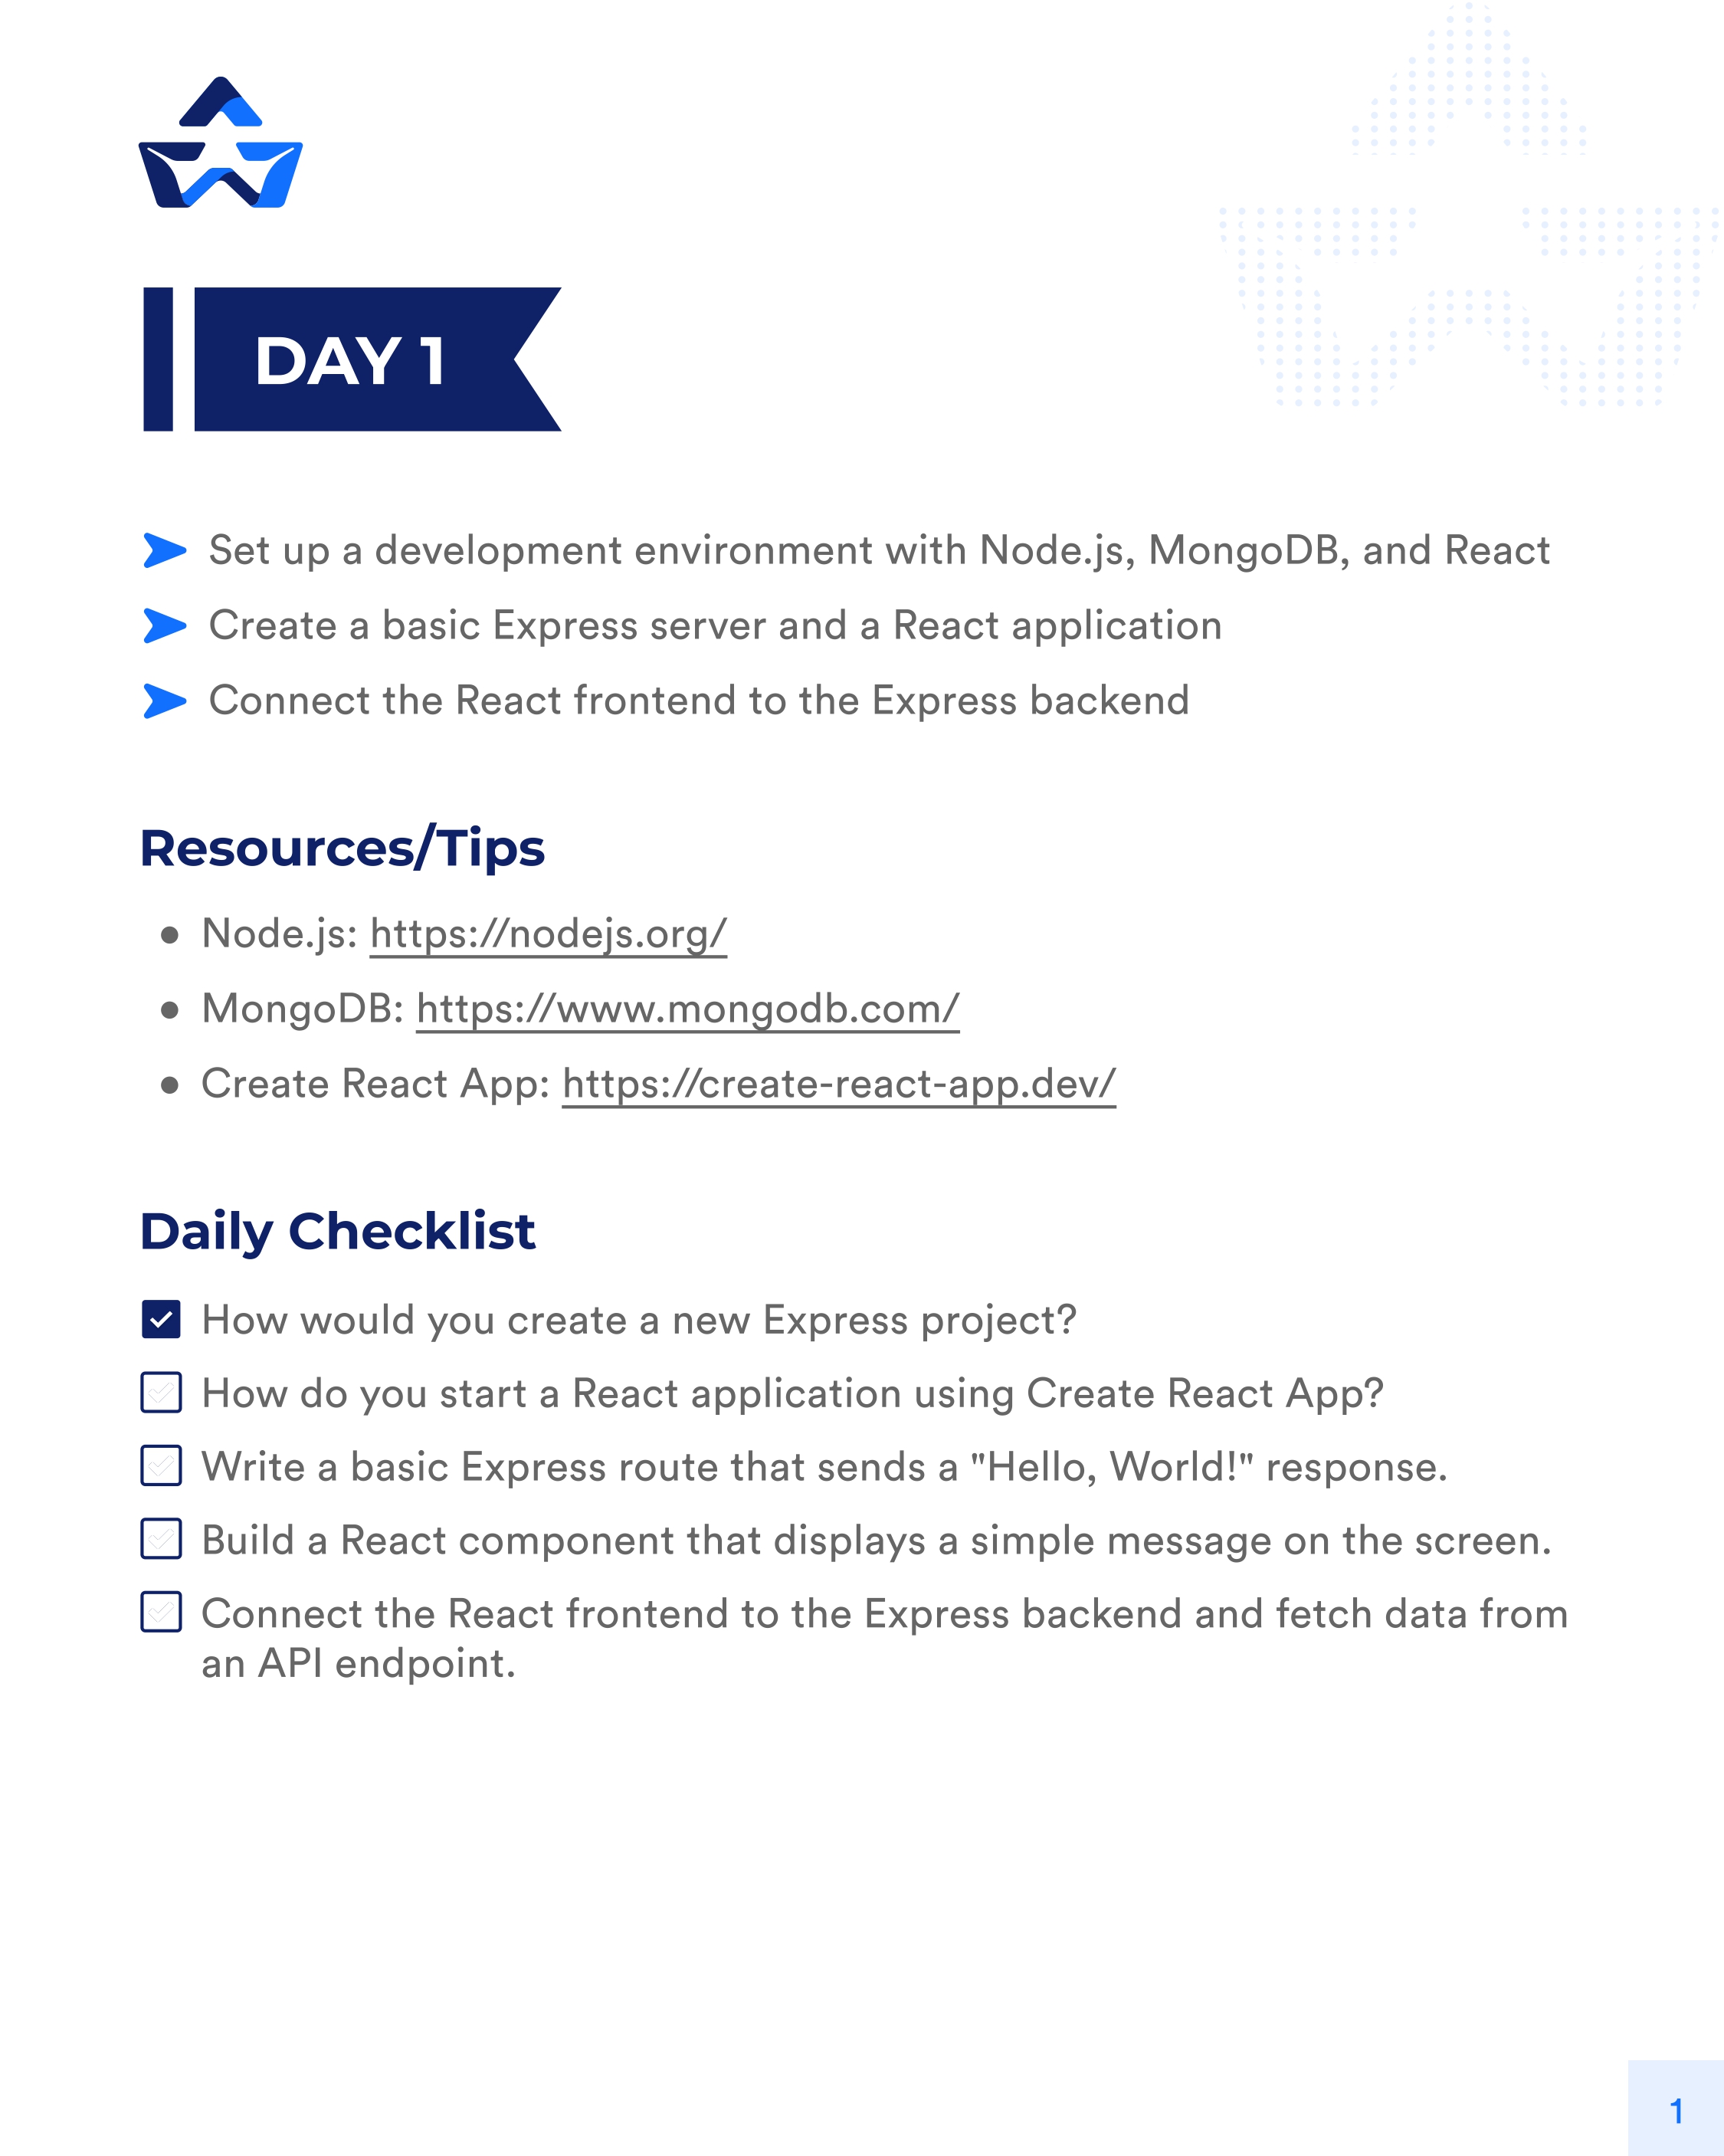 DAY 1
Set up a development environment with Node.js, MongoDB, and React
Create a basic Express server and a React application
Connect the React frontend to the Express backend
Resources/Tips
Node.js: https://nodejs.org/
MongoDB: https://www.mongodb.com/
Create React App: https://create-react-app.dev/
Daily Checklist
How would you create a new Express project?
How do you start a React application using Create React App?
Write a basic Express route that sends a "Hello, World!" response.
Build a React component that displays a simple message on the screen.
Connect the React frontend to the Express backend and fetch data from
an API endpoint.
1